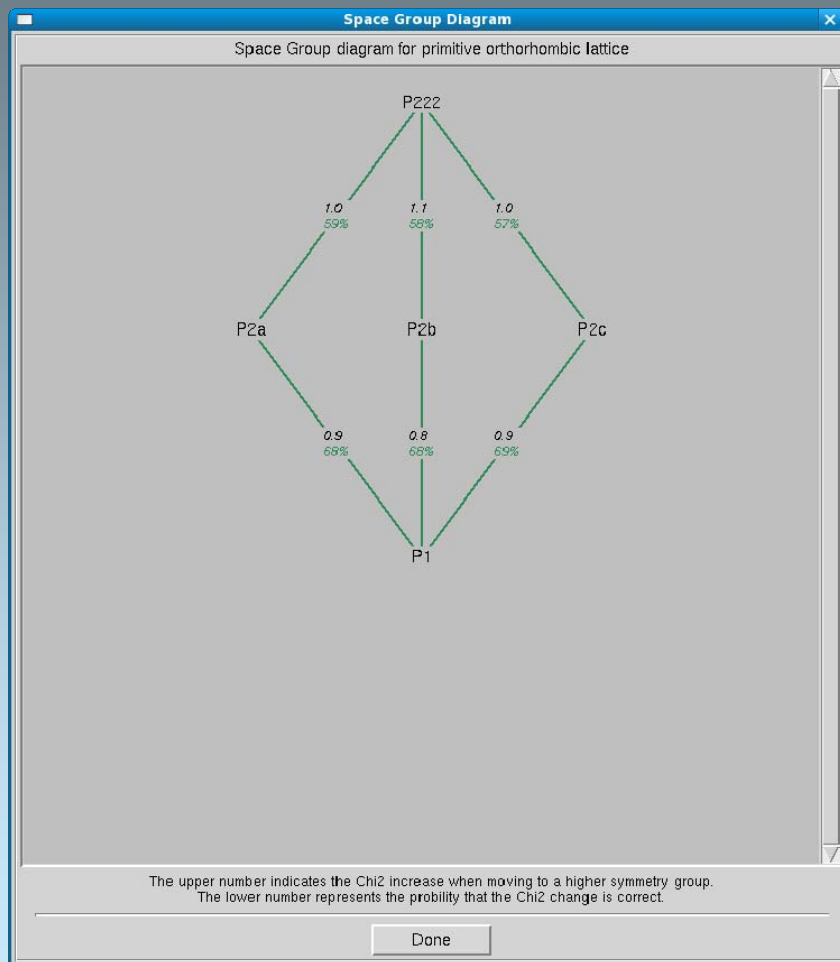 Space Group Diagram
Space Group diagram for primitive orthorhombic lattice
P222
1.0 1.1 1.0
59% 58% 57%
P2a P2b P2c
0.9 0.8 0.9
68% 66% 69%
P1
The upper number indicates the Chi2 increase when moving to a higher symmetry group.
The lower number represents the probility that the Chi2 change is correct.
Done